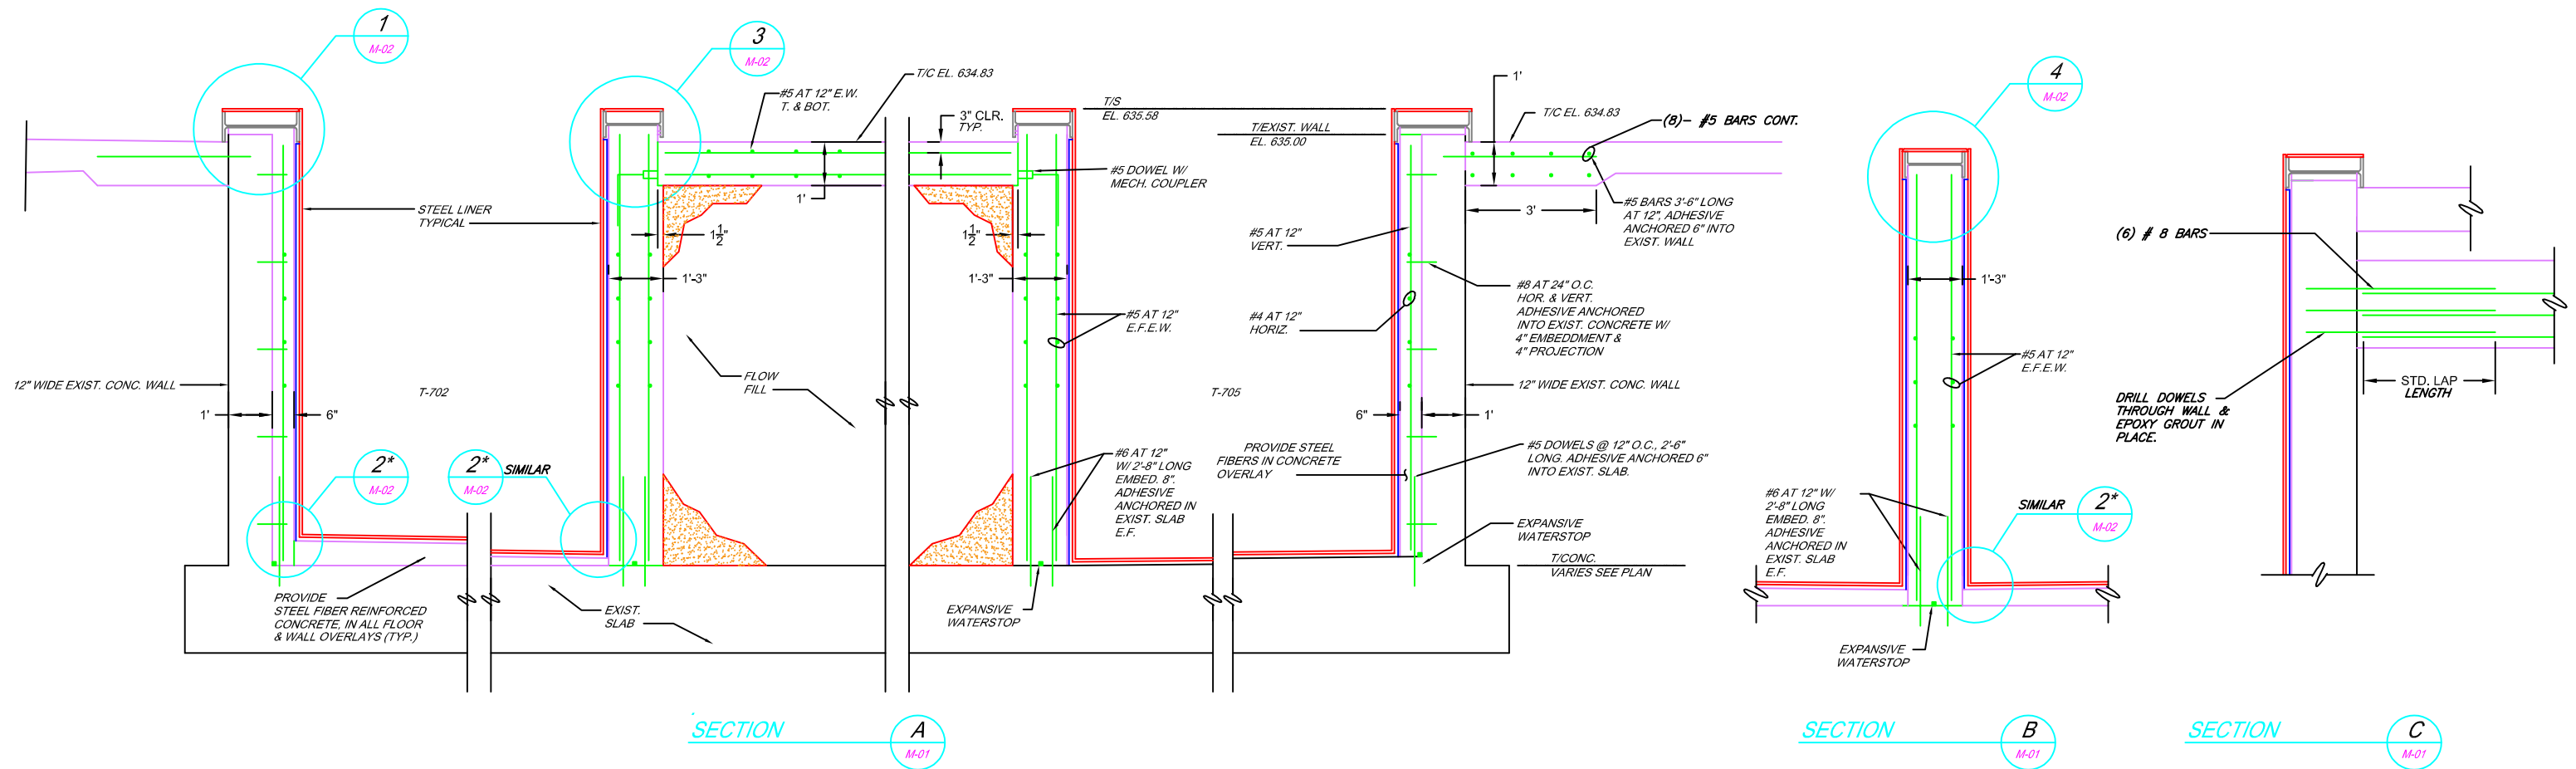 1
M-02
3
M-02
4
M-02
T/C EL. 634.83
#5 AT 12" E.W.
T. & BOT.
3" CLR.
TYP.
T/S
EL. 635.58
T/EXIST. WALL
EL. 635.00
1'
T/C EL. 634.83
(8)- #5 BARS CONT.
#5 DOWEL W/
MECH. COUPLER
1'
STEEL LINER
TYPICAL
1 1/2"
1 1/2"
#5 AT 12"
VERT.
3'
#5 BARS 3'-6" LONG
AT 12", ADHESIVE
ANCHORED 6" INTO
EXIST. WALL
(6) # 8 BARS
1'-3"
1'-3"
1'-3"
#5 AT 12"
E.F.E.W.
#4 AT 12"
HORIZ.
#8 AT 24" O.C.
HOR. & VERT.
ADHESIVE ANCHORED
INTO EXIST. CONCRETE W/
4" EMBEDDMENT &
4" PROJECTION
#5 AT 12"
E.F.E.W.
12" WIDE EXIST. CONC. WALL
FLOW
FILL
12" WIDE EXIST. CONC. WALL
STD. LAP
LENGTH
T-702
T-705
1'
6"
6"
1'
DRILL DOWELS
THROUGH WALL &
EPOXY GROUT IN
PLACE.
2*
M-02
2*
M-02
SIMILAR
#6 AT 12"
W/ 2'-8" LONG
EMBED. 8".
ADHESIVE
ANCHORED IN
EXIST. SLAB
E.F.
PROVIDE STEEL
FIBERS IN CONCRETE
OVERLAY
#5 DOWELS @ 12" O.C., 2'-6"
LONG. ADHESIVE ANCHORED 6"
INTO EXIST. SLAB.
#6 AT 12" W/
2'-8" LONG
EMBED. 8".
ADHESIVE
ANCHORED IN
EXIST. SLAB
E.F.
SIMILAR
2*
M-02
EXPANSIVE
WATERSTOP
T/CONC.
VARIES SEE PLAN
PROVIDE
STEEL FIBER REINFORCED
CONCRETE, IN ALL FLOOR
& WALL OVERLAYS (TYP.)
EXIST.
SLAB
EXPANSIVE
WATERSTOP
EXPANSIVE
WATERSTOP
SECTION
A
M-01
SECTION
B
M-01
SECTION
C
M-01